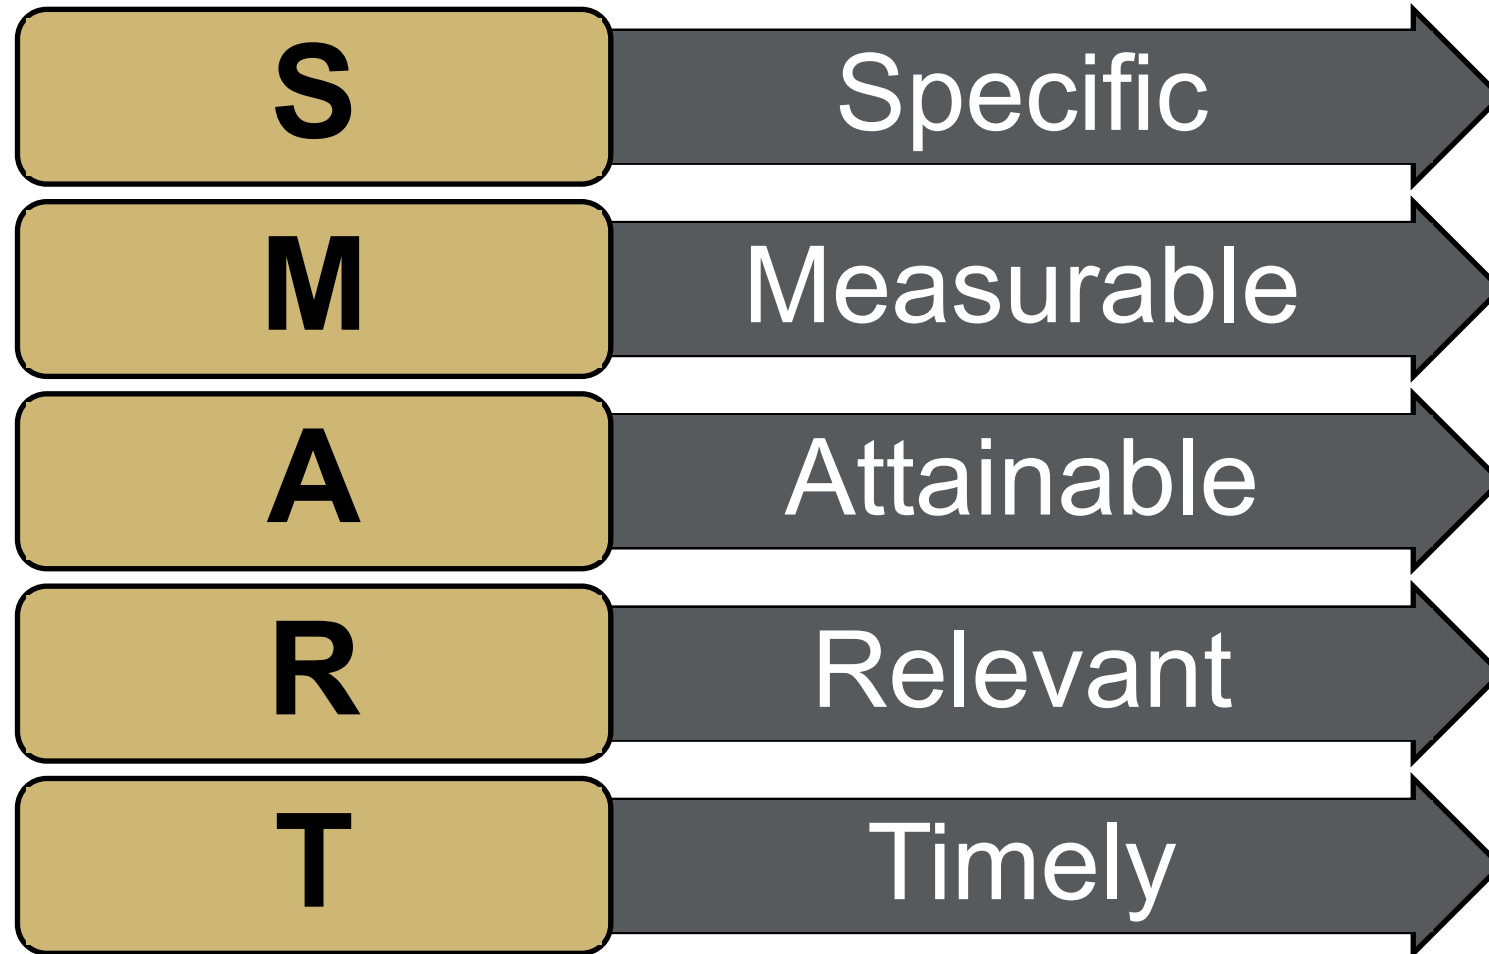 S Specific
M Measurable
A Attainable
R Relevant
T Timely